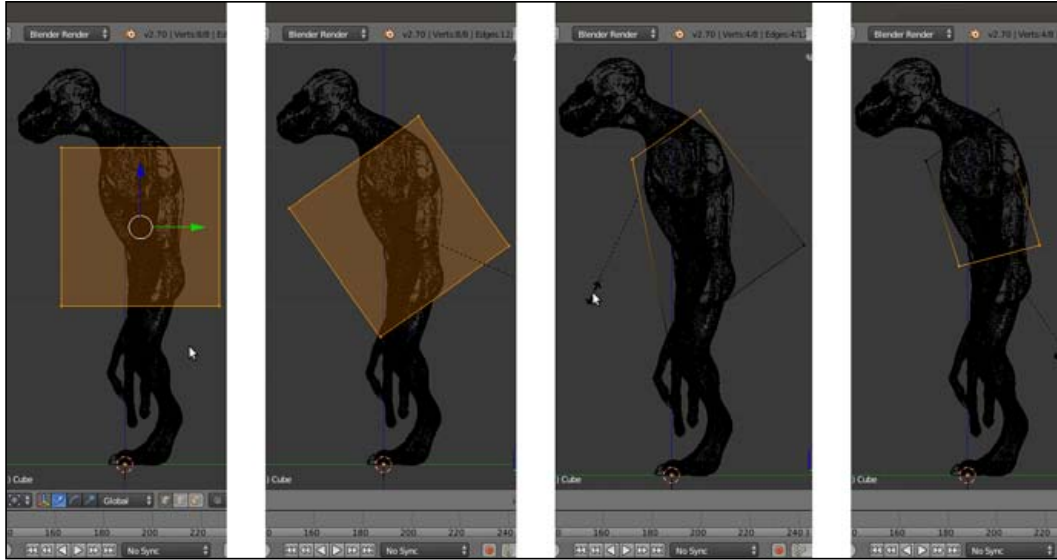 Blender Render v2.70 | Verts:8/8 | Ed
) Cube
Global
160 180 200 220
No Sync
Blender Render v2.70 | Verts:8/8 | Edges:12
) Cube
160 180 200 220 240
No Sync
Blender Render v2.70 | Verts:4/8 | Edges:4/12
) Cube
160 180 200 220 240
No Sync
Blender Render v2.70 | Verts:4/8
) Cube
160 180 200 220
No Sync